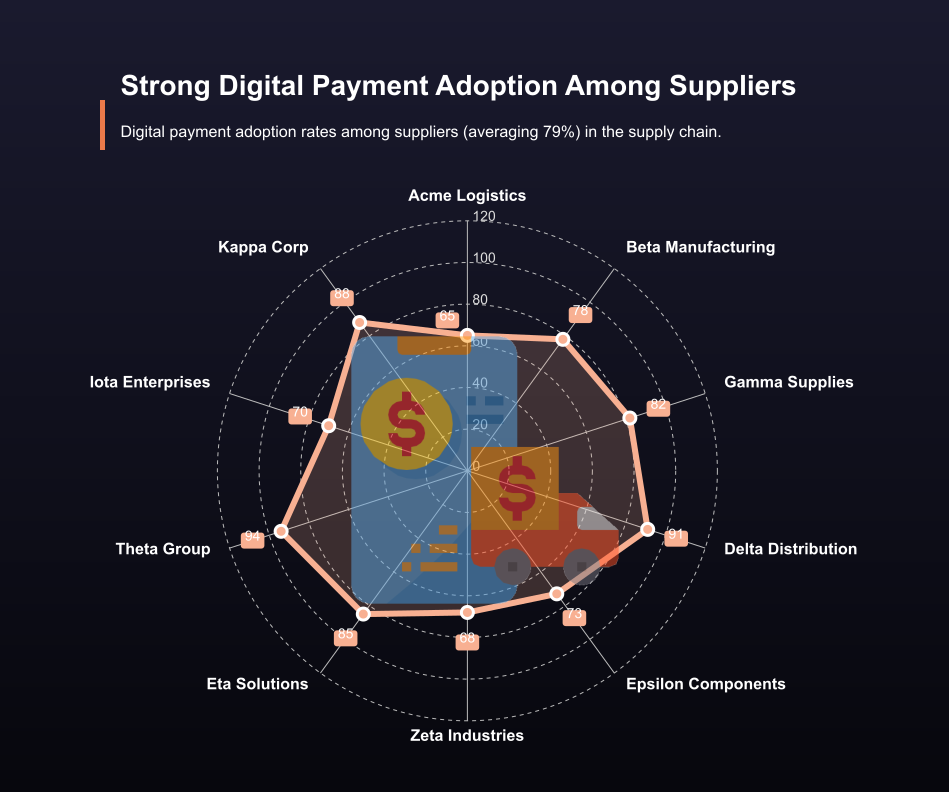 Strong Digital Payment Adoption Among Suppliers
Digital payment adoption rates among suppliers (averaging 79%) in the supply chain.
Acme Logistics
120
Kappa Corp
Beta Manufacturing
100
88
80
78
65
60
Iota Enterprises
40
Gamma Supplies
70
82
20
$
0
$
94
91
Theta Group
Delta Distribution
73
85
68
Eta Solutions
Epsilon Components
Zeta Industries